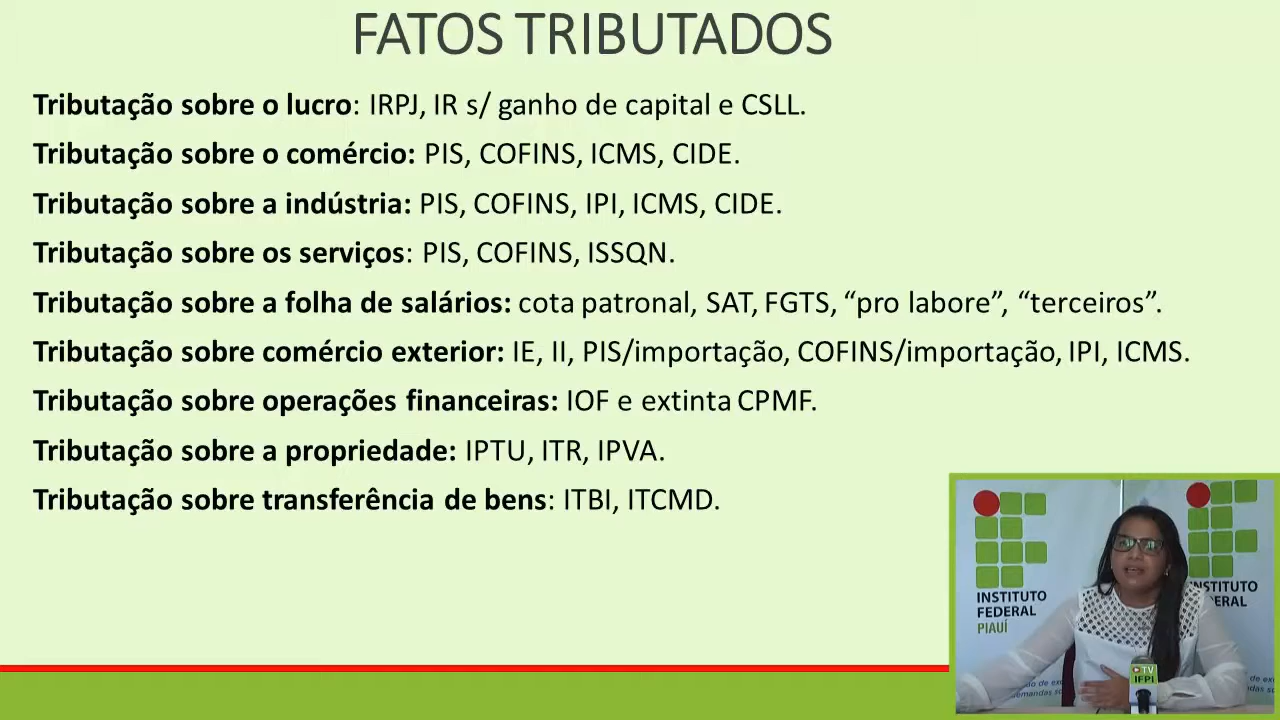 FATOS TRIBUTADOS
Tributação sobre o lucro: IRPJ, IR s/ ganho de capital e CSLL.
Tributação sobre o comércio: PIS, COFINS, ICMS, CIDE.
Tributação sobre a indústria: PIS, COFINS, IPI, ICMS, CIDE.
Tributação sobre os serviços: PIS, COFINS, ISSQN.
Tributação sobre a folha de salários: cota patronal, SAT, FGTS, “pro labore”, “terceiros”.
Tributação sobre comércio exterior: IE, II, PIS/importação, COFINS/importação, IPI, ICMS.
Tributação sobre operações financeiras: IOF e extinta CPMF.
Tributação sobre a propriedade: IPTU, ITR, IPVA.
Tributação sobre transferência de bens: ITBI, ITCMD.
INSTITUTO
FEDERAL
PIAUÍ
TV
IFPI